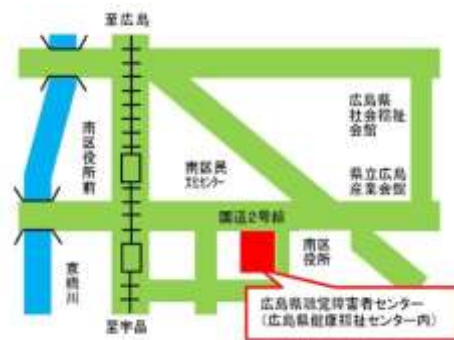 至広島
広島県
社会福祉
会館
南区役所前
南区民
文化センター
県立広島
産業会館
国道2号線
南区
役所
京橋川
至宇品
広島県聴覚障害者センター
(広島県健康福祉センター内)